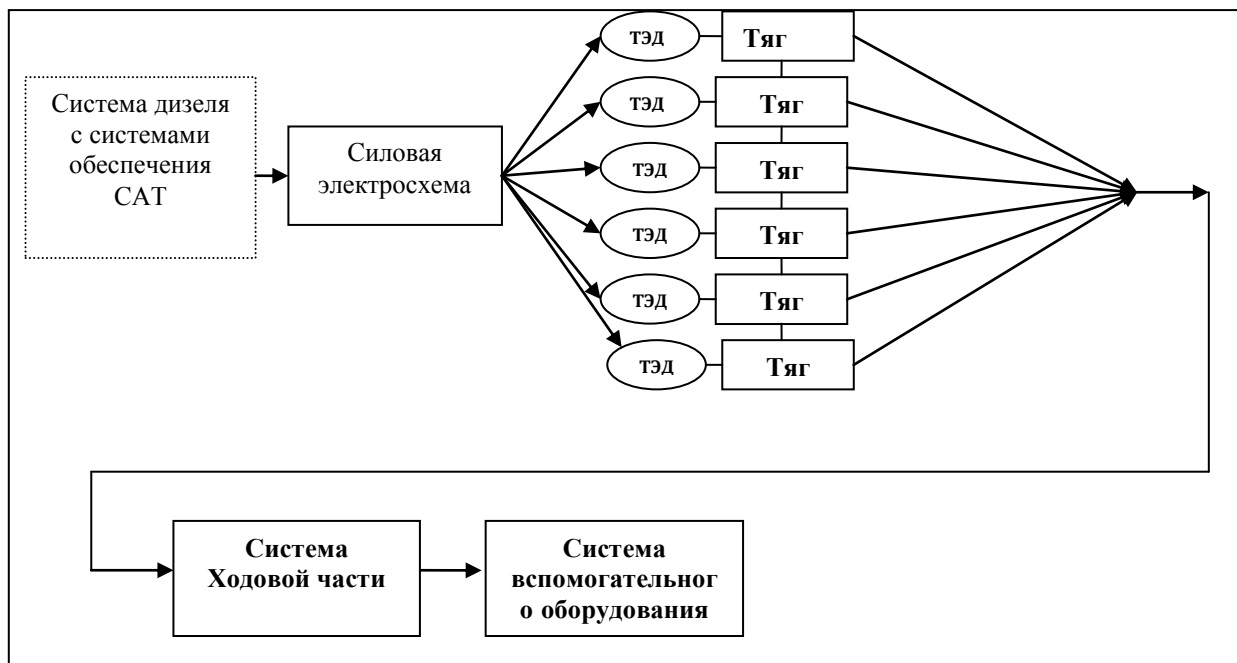 Система дизеля
с системами
обеспечения
САТ
Силовая
электросхема
ТЭД
Тяг
ТЭД
Тяг
ТЭД
Тяг
ТЭД
Тяг
ТЭД
Тяг
ТЭД
Тяг
Система
Ходовой части
Система
вспомогательног
о оборудования